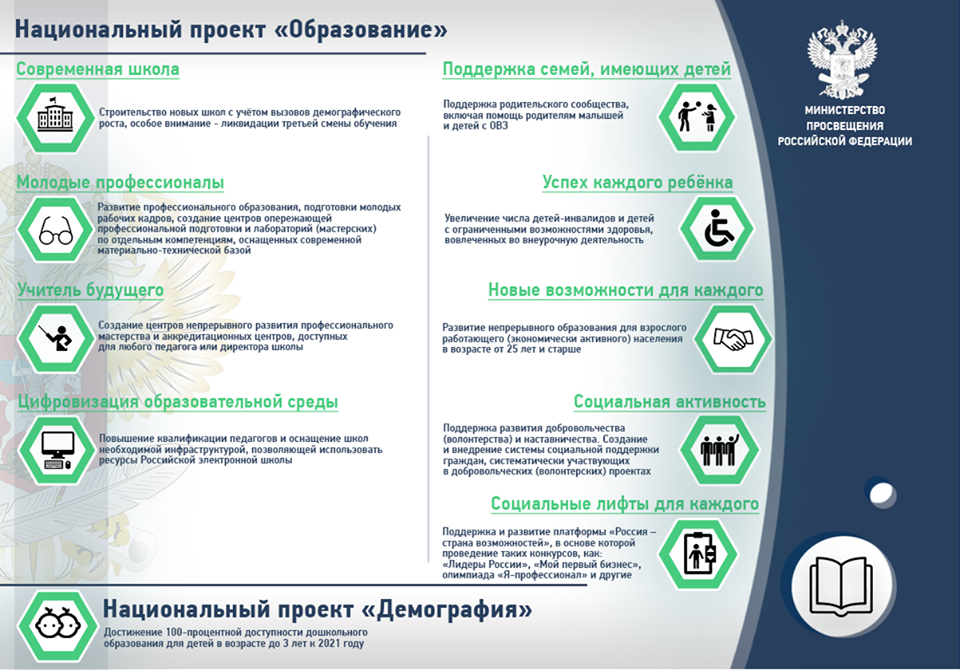 Национальный проект «Образование»
Современная школа
Строительство новых школ с учётом вызовов демографического
роста, особое внимание - ликвидации третьей смены обучения
Молодые профессионалы
Развитие профессионального образования, подготовки молодых
рабочих кадров, создание центров опережающей
профессиональной подготовки и лабораторий (мастерских)
по отдельным компетенциям, оснащенных современной
материально-технической базой
Учитель будущего
Создание центров непрерывного развития профессионального
мастерства и аккредитационных центров, доступных
для любого педагога или директора школы
Цифровизация образовательной среды
Повышение квалификации педагогов и оснащение школ
необходимой инфраструктурой, позволяющей использовать
ресурсы Российской электронной школы
Поддержка семей, имеющих детей
Поддержка родительского сообщества,
включая помощь родителям малышей
и детей с ОВЗ
Успех каждого ребёнка
Увеличение числа детей-инвалидов и детей
с ограниченными возможностями здоровья,
вовлеченных во внеурочную деятельность
Новые возможности для каждого
Развитие непрерывного образования для взрослого
работающего (экономически активного) населения
в возрасте от 25 лет и старше
Социальная активность
Поддержка развития добровольчества
(волонтерства) и наставничества. Создание
и внедрение системы социальной поддержки
граждан, систематически участвующих
в добровольческих (волонтерских) проектах
Социальные лифты для каждого
Поддержка и развитие платформы «Россия –
страна возможностей», в основе которой
проведение таких конкурсов, как:
«Лидеры России», «Мой первый бизнес»,
олимпиада «Я-профессионал» и другие
Национальный проект «Демография»
Достижение 100-процентной доступности дошкольного
образования для детей в возрасте до 3 лет к 2021 году
МИНИСТЕРСТВО
ПРОСВЕЩЕНИЯ
РОССИЙСКОЙ ФЕДЕРАЦИИ